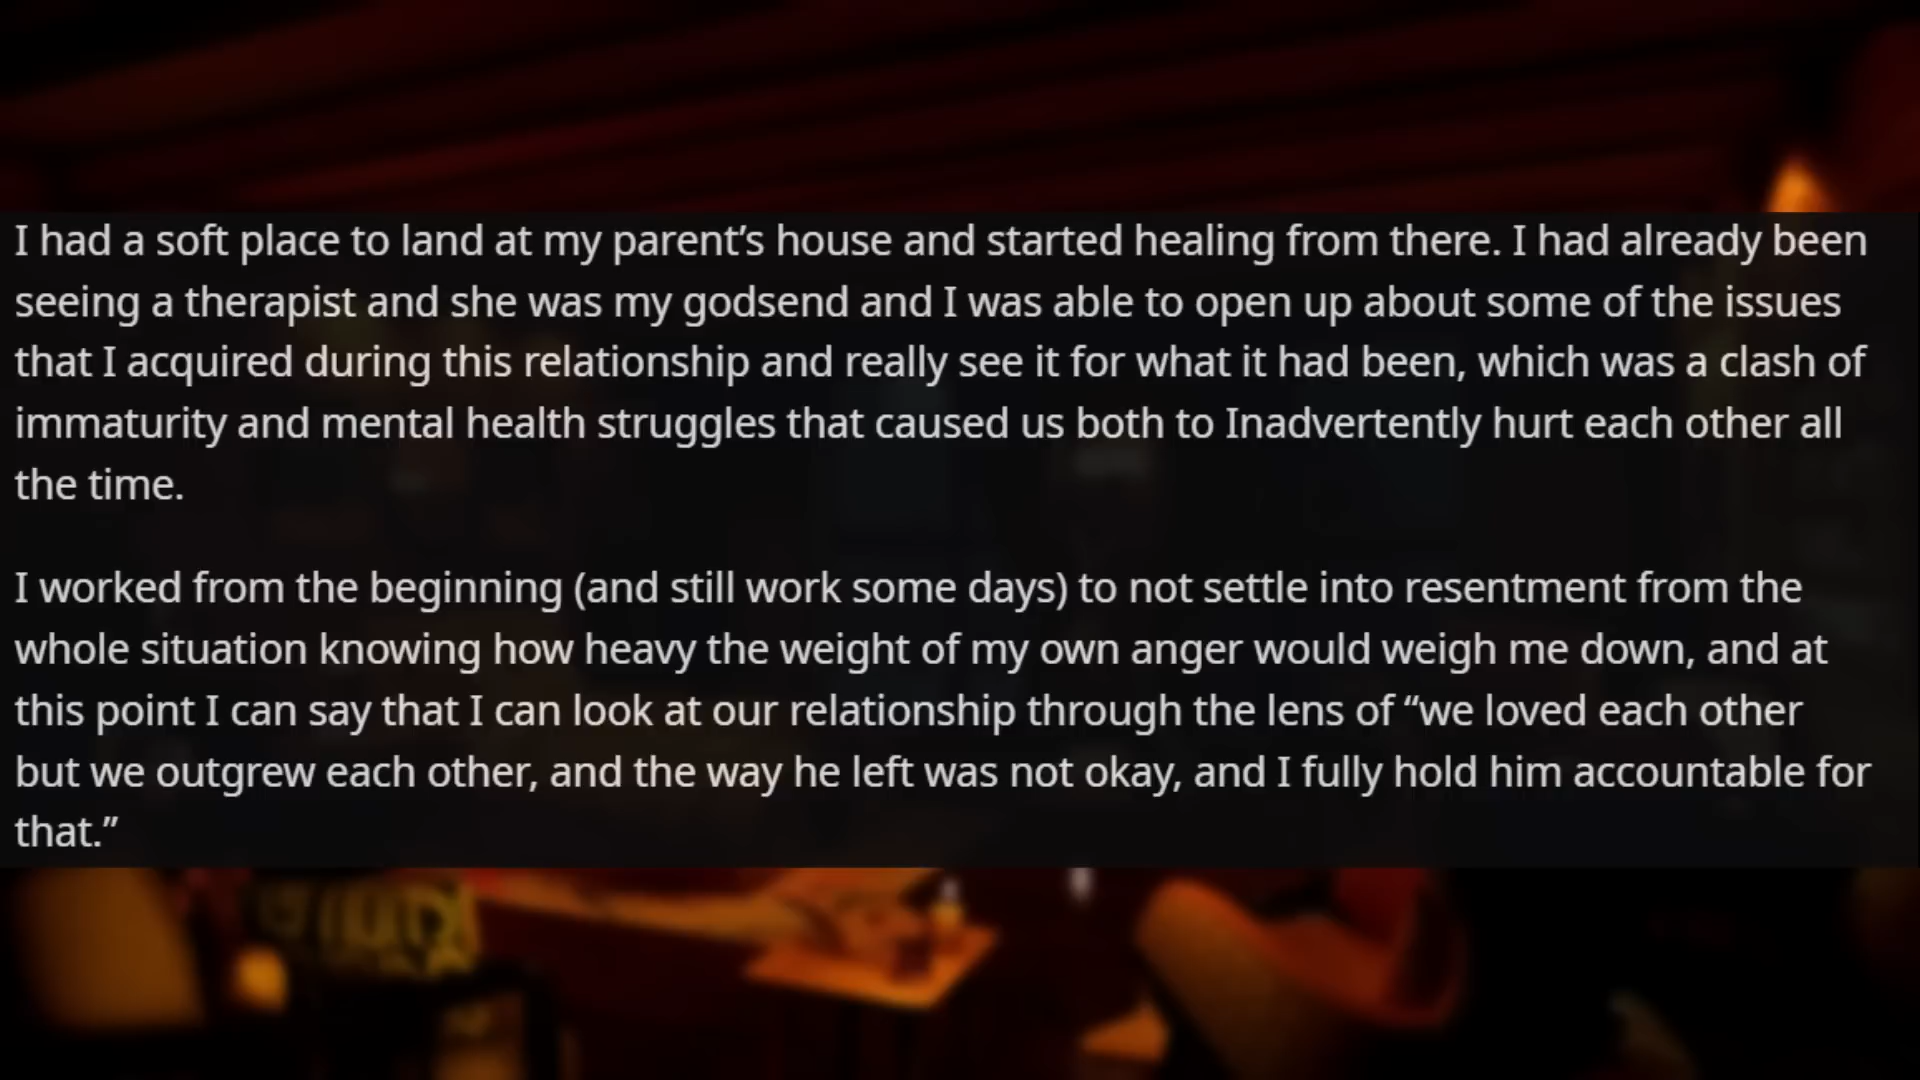 I had a soft place to land at my parent’s house and started healing from there. I had already been
seeing a therapist and she was my godsend and I was able to open up about some of the issues
that I acquired during this relationship and really see it for what it had been, which was a clash of
immaturity and mental health struggles that caused us both to Inadvertently hurt each other all
the time.
I worked from the beginning (and still work some days) to not settle into resentment from the
whole situation knowing how heavy the weight of my own anger would weigh me down, and at
this point I can say that I can look at our relationship through the lens of “we loved each other
but we outgrew each other, and the way he left was not okay, and I fully hold him accountable for
that.”